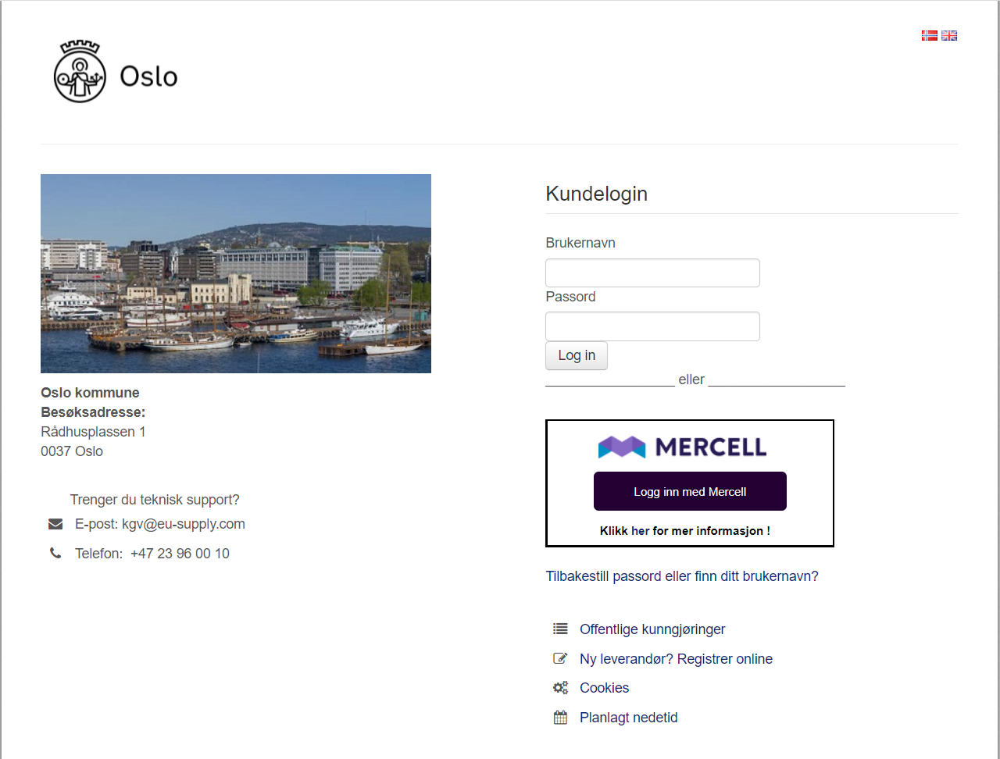 Oslo
Kundelogin
Brukernavn
Passord
Log in
eller
MERCELL
Logg inn med Mercell
Klikk her for mer informasjon !
Tilbakestill passord eller finn ditt brukernavn?
Offentlige kunngjøringer
Ny leverandør? Registrer online
Cookies
Planlagt nedetid
Oslo kommune
Besøksadresse:
Rådhusplassen 1
0037 Oslo
Trenger du teknisk support?
E-post: kgv@eu-supply.com
Telefon: +47 23 96 00 10